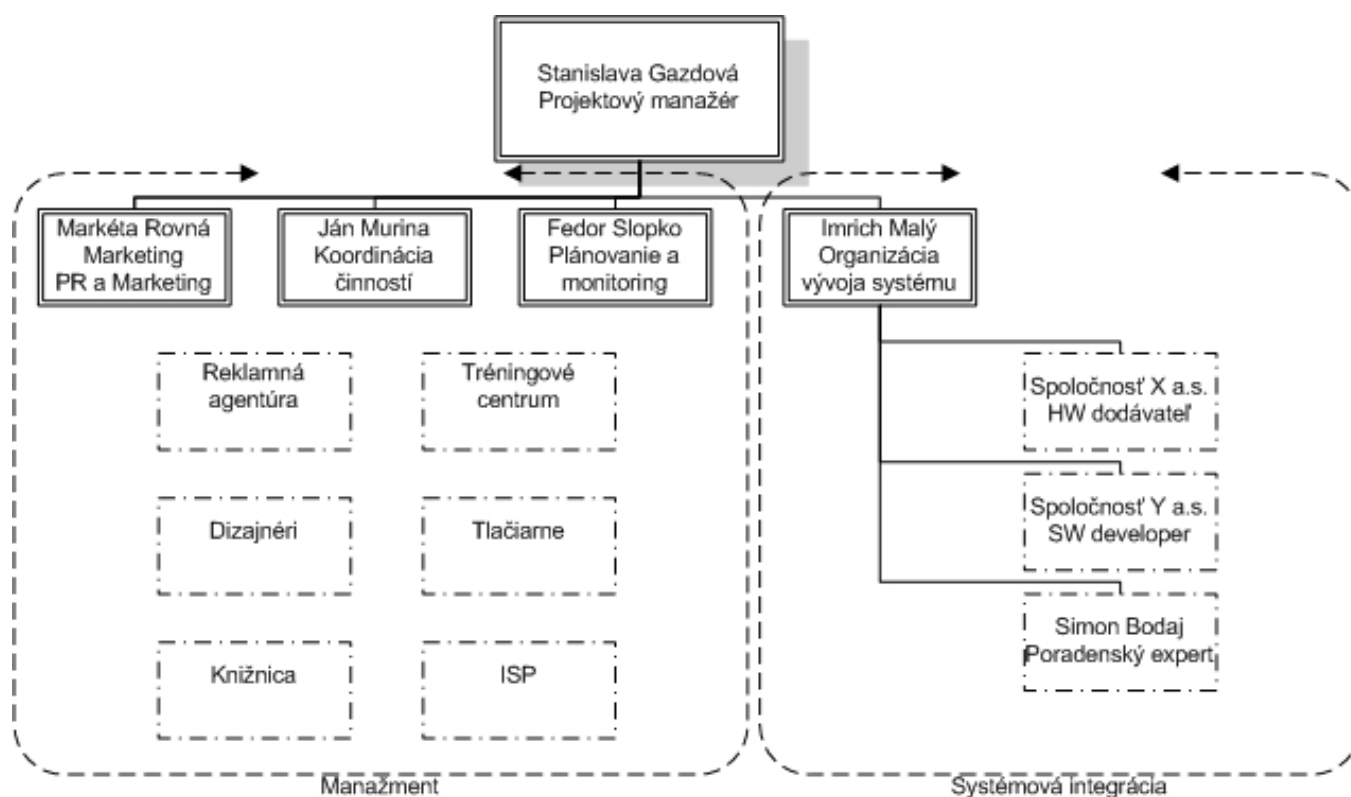 Stanislava Gazdová
Projektový manažér
Markéta Rovná
Marketing
PR a Marketing
Ján Murina
Koordinácia
činností
Fedor Slopko
Plánovanie a
monitoring
Imrich Malý
Organizácia
vývoja systému
Reklamná
agentúra
Tréningové
centrum
Dizajnéri
Tlačiarne
Knižnica
ISP
Spoločnosť X a.s.
HW dodávateľ
Spoločnosť Y a.s.
SW developer
Simon Bodaj
Poradenský expert
Manažment
Systémová integrácia